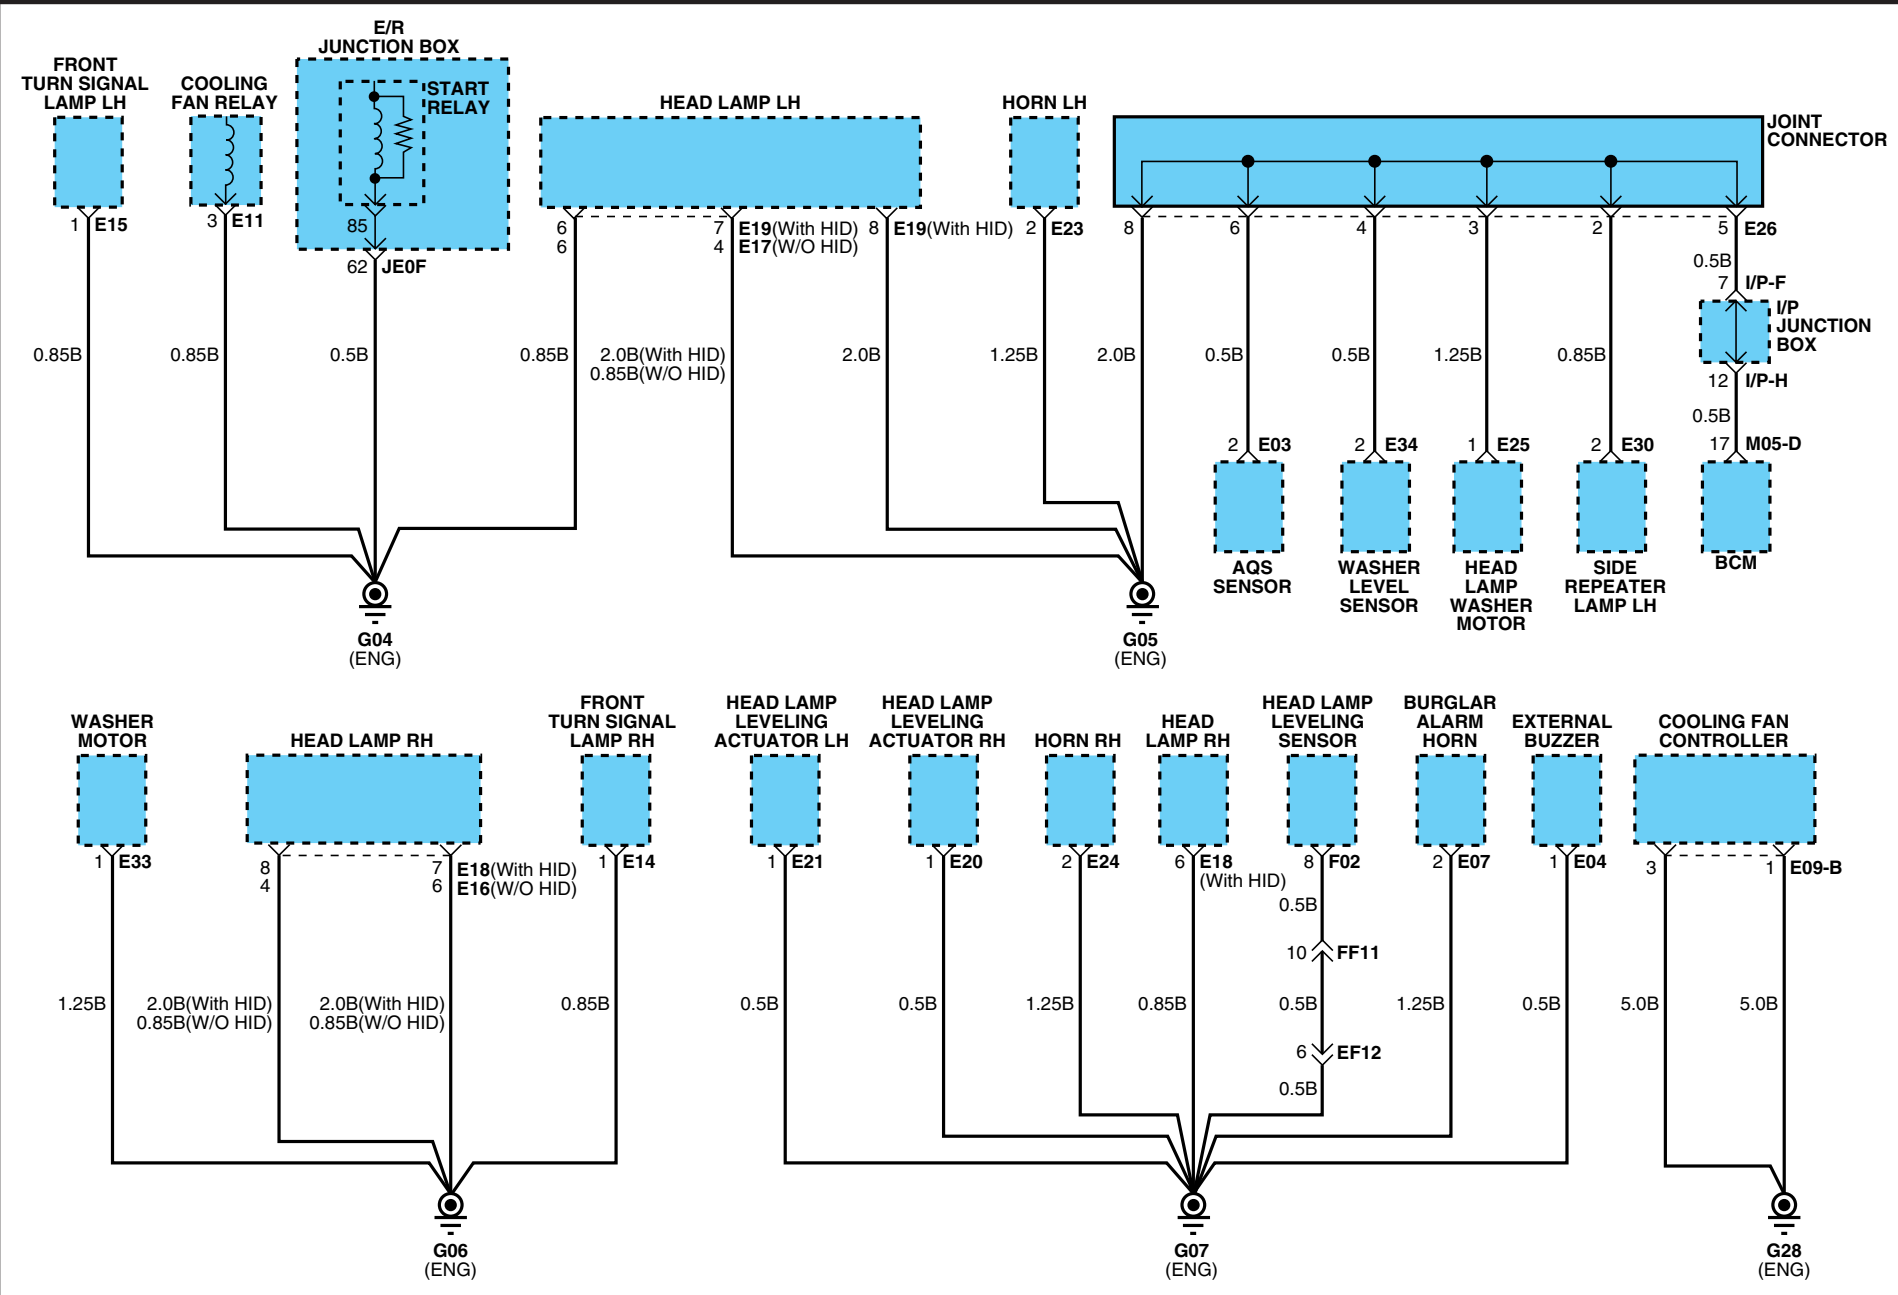 E/R
JUNCTION BOX
FRONT
TURN SIGNAL
LAMP LH
COOLING
FAN RELAY
START
RELAY
HEAD LAMP LH
HORN LH
JOINT
CONNECTOR
1 E15
3 E11
85
62 JE0F
6
6
7 E19(With HID)
4 E17(W/O HID)
8 E19(With HID)
2 E23
8
6
4
3
2
5 E26
0.5B
7 I/P-F
I/P
JUNCTION
BOX
12 I/P-H
0.5B
17 M05-D
0.85B
0.85B
0.5B
0.85B
2.0B(With HID)
0.85B(W/O HID)
2.0B
1.25B
2.0B
0.5B
0.5B
1.25B
0.85B
2 E03
2 E34
1 E25
2 E30
AQS
SENSOR
WASHER
LEVEL
SENSOR
HEAD
LAMP
WASHER
MOTOR
SIDE
REPEATER
LAMP LH
BCM
G04
(ENG)
G05
(ENG)
WASHER
MOTOR
HEAD LAMP RH
FRONT
TURN SIGNAL
LAMP RH
HEAD LAMP
LEVELING
ACTUATOR LH
HEAD LAMP
LEVELING
ACTUATOR RH
HORN RH
HEAD
LAMP RH
HEAD LAMP
LEVELING
SENSOR
BURGLAR
ALARM
HORN
EXTERNAL
BUZZER
COOLING FAN
CONTROLLER
1 E33
8
4
7 E18(With HID)
6 E16(W/O HID)
1 E14
1 E21
1 E20
2 E24
6 E18
(With HID)
8 F02
2 E07
1 E04
3
1 E09-B
0.5B
10 FF11
0.5B
6 EF12
0.5B
1.25B
2.0B(With HID)
0.85B(W/O HID)
2.0B(With HID)
0.85B(W/O HID)
0.85B
0.5B
0.5B
1.25B
0.85B
1.25B
0.5B
5.0B
5.0B
G06
(ENG)
G07
(ENG)
G28
(ENG)